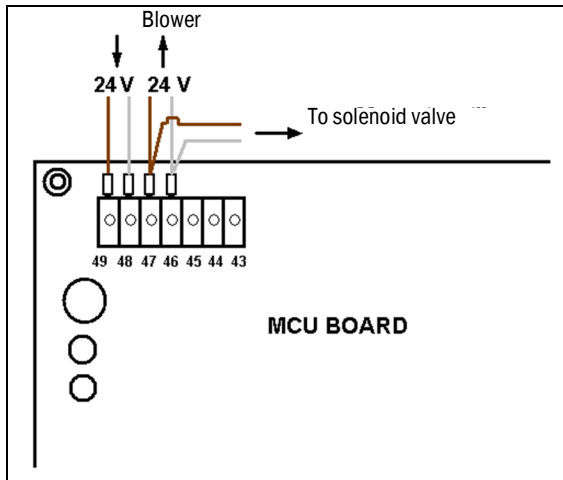 Blower
24 V 24 V
To solenoid valve
49 48 47 46 45 44 43
MCU BOARD